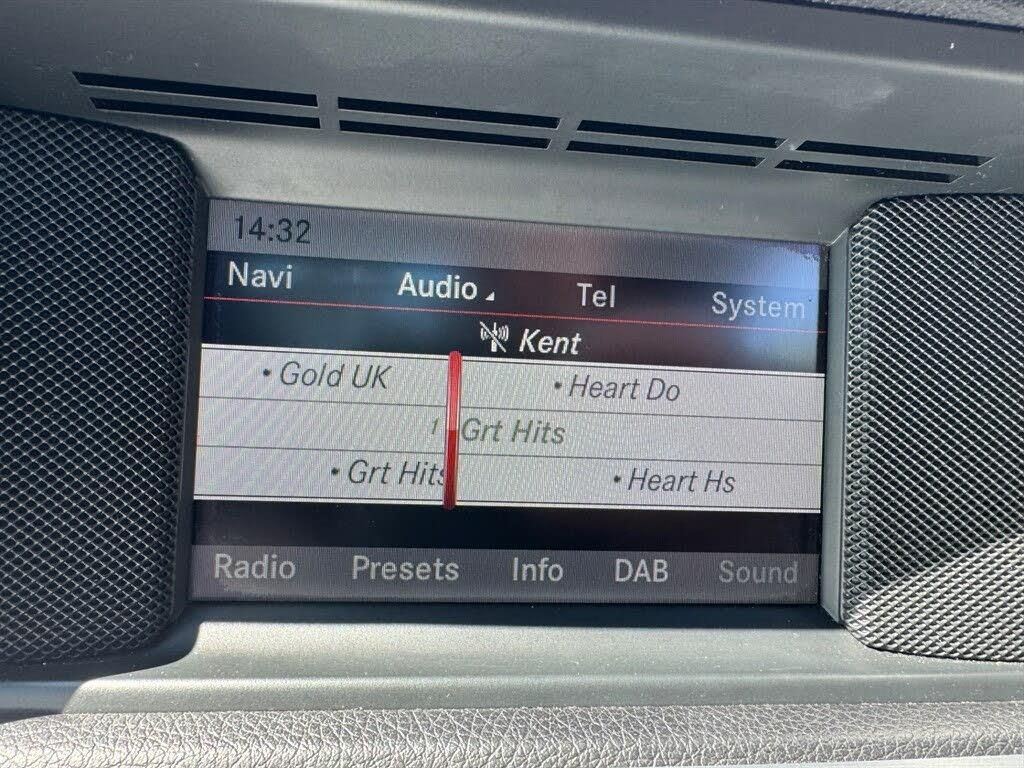 14:32
Navi Audio Tel System
Kent
• Gold UK • Heart Do
1 Grt Hits
• Grt Hits • Heart Hs
Radio Presets Info DAB Sound